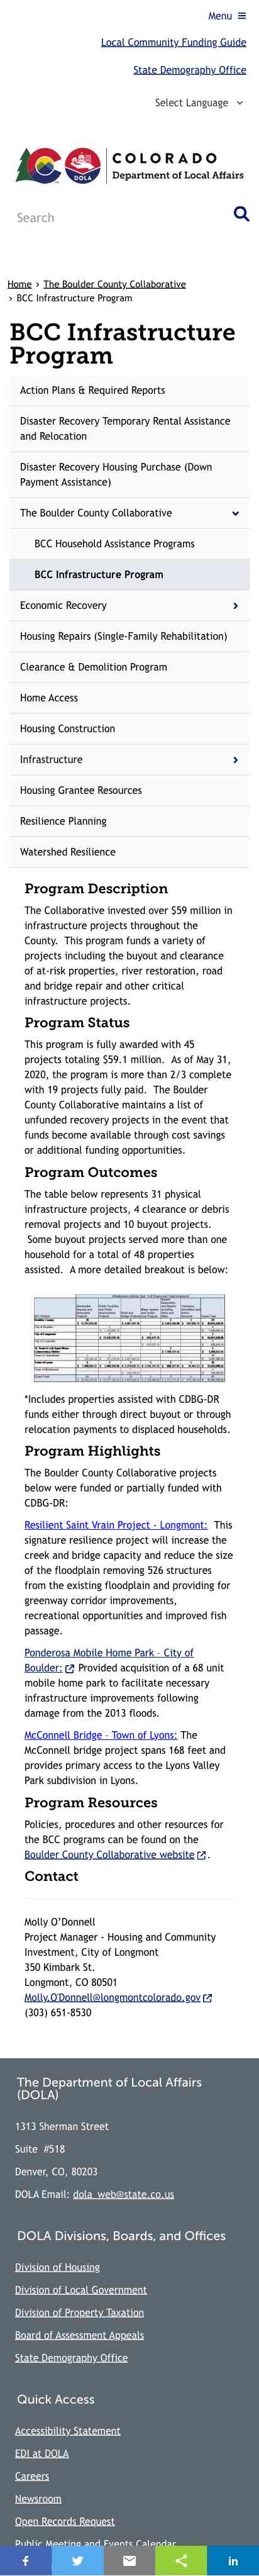 Menu
Local Community Funding Guide
State Demography Office
Select Language
COLORADO
Department of Local Affairs
DOLA
Search
Home › The Boulder County Collaborative
› BCC Infrastructure Program
BCC Infrastructure
Program
Action Plans & Required Reports
Disaster Recovery Temporary Rental Assistance
and Relocation
Disaster Recovery Housing Purchase (Down
Payment Assistance)
The Boulder County Collaborative
BCC Household Assistance Programs
BCC Infrastructure Program
Economic Recovery
Housing Repairs (Single-Family Rehabilitation)
Clearance & Demolition Program
Home Access
Housing Construction
Infrastructure
Housing Grantee Resources
Resilience Planning
Watershed Resilience
Program Description
The Collaborative invested over $59 million in
infrastructure projects throughout the
County.  This program funds a variety of
projects including the buyout and clearance
of at-risk properties, river restoration, road
and bridge repair and other critical
infrastructure projects.
Program Status
This program is fully awarded with 45
projects totaling $59.1 million.  As of May 31,
2020, the program is more than 2/3 complete
with 19 projects fully paid.  The Boulder
County Collaborative maintains a list of
unfunded recovery projects in the event that
funds become available through cost savings
or additional funding opportunities.
Program Outcomes
The table below represents 31 physical
infrastructure projects, 4 clearance or debris
removal projects and 10 buyout projects.
Some buyout projects served more than one
household for a total of 48 properties
assisted.  A more detailed breakout is below:
*Includes properties assisted with CDBG-DR
funds either through direct buyout or through
relocation payments to displaced households.
Program Highlights
The Boulder County Collaborative projects
below were funded or partially funded with
CDBG-DR:
Resilient Saint Vrain Project - Longmont:  This
signature resilience project will increase the
creek and bridge capacity and reduce the size
of the floodplain removing 526 structures
from the existing floodplain and providing for
greenway corridor improvements,
recreational opportunities and improved fish
passage.
Ponderosa Mobile Home Park – City of
Boulder: Provided acquisition of a 68 unit
mobile home park to facilitate necessary
infrastructure improvements following
damage from the 2013 floods.
McConnell Bridge – Town of Lyons: The
McConnell bridge project spans 168 feet and
provides primary access to the Lyons Valley
Park subdivision in Lyons.
Program Resources
Policies, procedures and other resources for
the BCC programs can be found on the
Boulder County Collaborative website .
Contact
Molly O’Donnell
Project Manager - Housing and Community
Investment, City of Longmont
350 Kimbark St.
Longmont, CO 80501
Molly.O'Donnell@longmontcolorado.gov
(303) 651-8530
The Department of Local Affairs
(DOLA)
1313 Sherman Street
Suite  #518
Denver, CO, 80203
DOLA Email: dola_web@state.co.us
DOLA Divisions, Boards, and Offices
Division of Housing
Division of Local Government
Division of Property Taxation
Board of Assessment Appeals
State Demography Office
Quick Access
Accessibility Statement
EDI at DOLA
Careers
Newsroom
Open Records Request
Public Meeting and Events Calendar